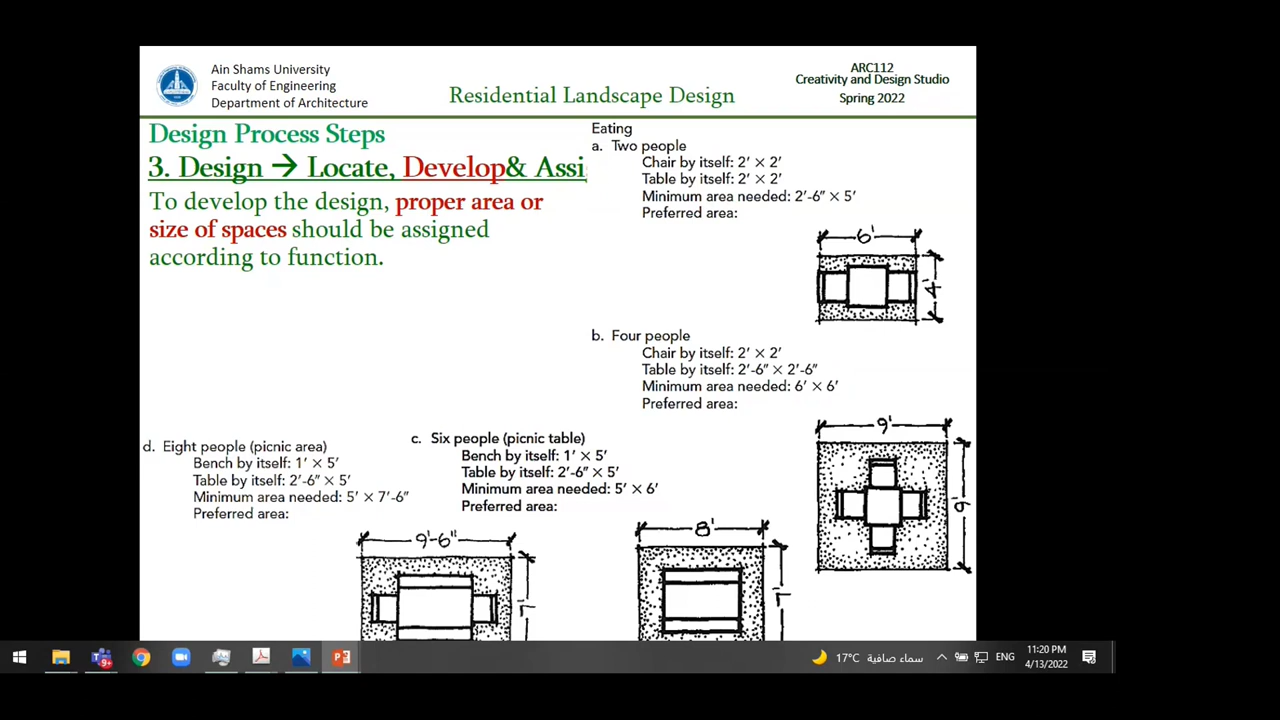 Ain Shams University
Faculty of Engineering
Department of Architecture
Residential Landscape Design
ARC112
Creativity and Design Studio
Spring 2022
Design Process Steps
3. Design → Locate, Develop& Assi
To develop the design, proper area or
size of spaces should be assigned
according to function.
Eating
a. Two people
Chair by itself: 2′ × 2′
Table by itself: 2′ × 2′
Minimum area needed: 2′-6″ × 5′
Preferred area:
6'
4'
b. Four people
Chair by itself: 2′ × 2′
Table by itself: 2′-6″ × 2′-6″
Minimum area needed: 6′ × 6′
Preferred area:
9'
9'
d. Eight people (picnic area)
Bench by itself: 1′ × 5′
Table by itself: 2′-6″ × 5′
Minimum area needed: 5′ × 7′-6″
Preferred area:
9'-6"
7'
c. Six people (picnic table)
Bench by itself: 1′ × 5′
Table by itself: 2′-6″ × 5′
Minimum area needed: 5′ × 6′
Preferred area:
8'
7'
9+
17°C سماء صافية
ENG
11:20 PM
4/13/2022